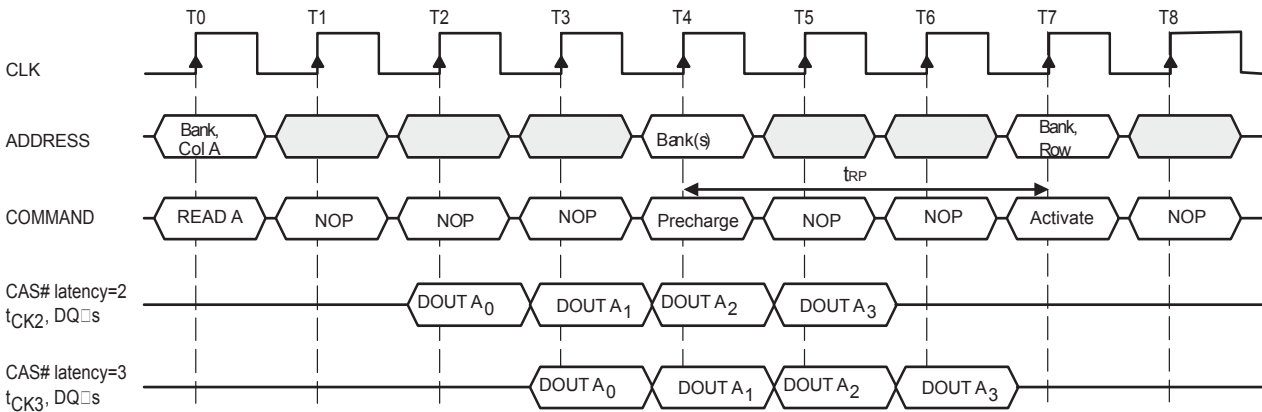 T0 T1 T2 T3 T4 T5 T6 T7 T8
CLK
ADDRESS
Bank,
Col A
Bank(s)
Bank,
Row
tRP
COMMAND READ A NOP NOP NOP Precharge NOP NOP Activate NOP
CAS# latency=2
tCK2, DQ□s
DOUT A0 DOUT A1 DOUT A2 DOUT A3
CAS# latency=3
tCK3, DQ□s
DOUT A0 DOUT A1 DOUT A2 DOUT A3